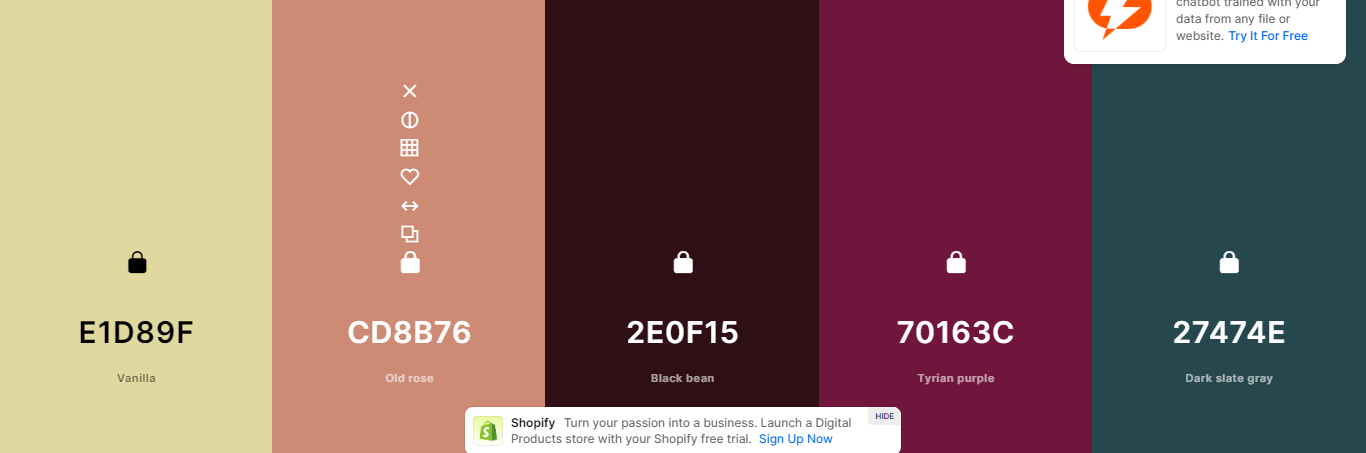 chatbot trained with your
data from any file or
website. Try It For Free
E1D89F
Vanilla
CD8B76
Old rose
2E0F15
Black bean
70163C
Tyrian purple
27474E
Dark slate gray
HIDE
Shopify Turn your passion into a business. Launch a Digital
Products store with your Shopify free trial. Sign Up Now